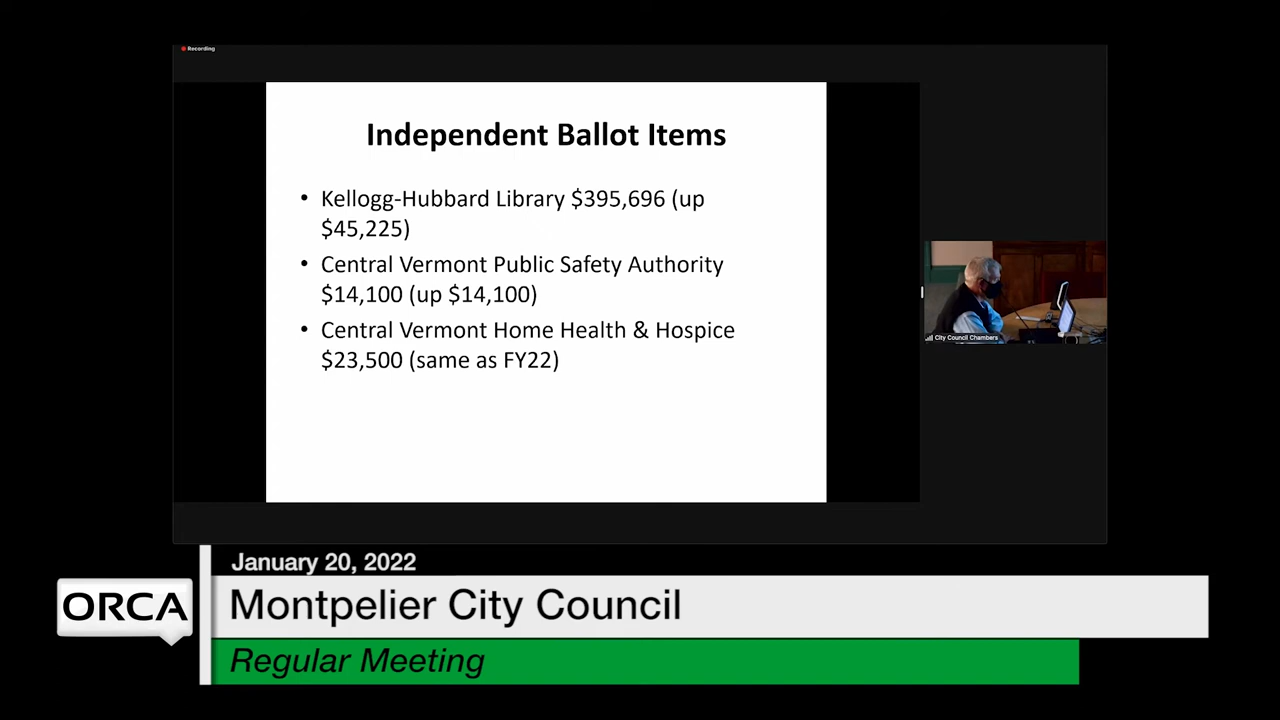 Recording
Independent Ballot Items
• Kellogg-Hubbard Library $395,696 (up
$45,225)
• Central Vermont Public Safety Authority
$14,100 (up $14,100)
• Central Vermont Home Health & Hospice
$23,500 (same as FY22)
City Council Chambers
January 20, 2022
ORCA
Montpelier City Council
Regular Meeting